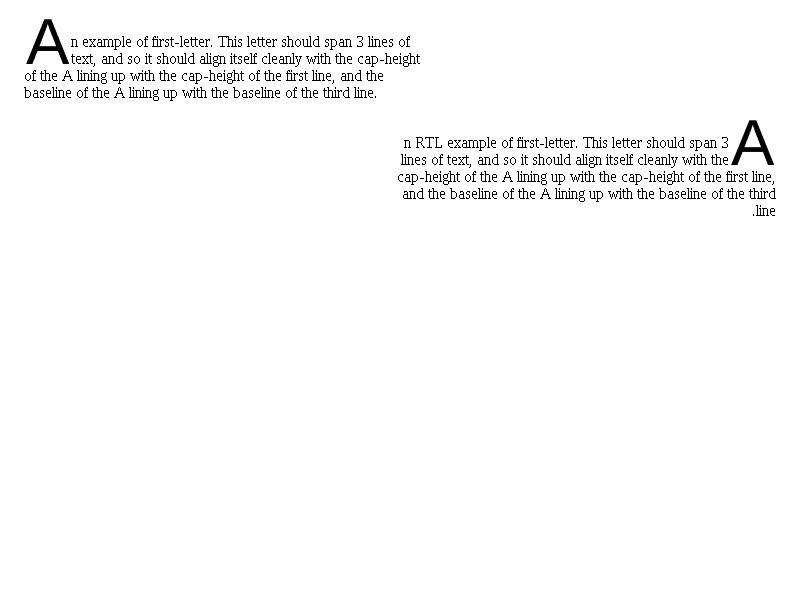 An example of first-letter. This letter should span 3 lines of
text, and so it should align itself cleanly with the cap-height
of the A lining up with the cap-height of the first line, and the
baseline of the A lining up with the baseline of the third line.
An RTL example of first-letter. This letter should span 3
lines of text, and so it should align itself cleanly with the
cap-height of the A lining up with the cap-height of the first line,
and the baseline of the A lining up with the baseline of the third
.line